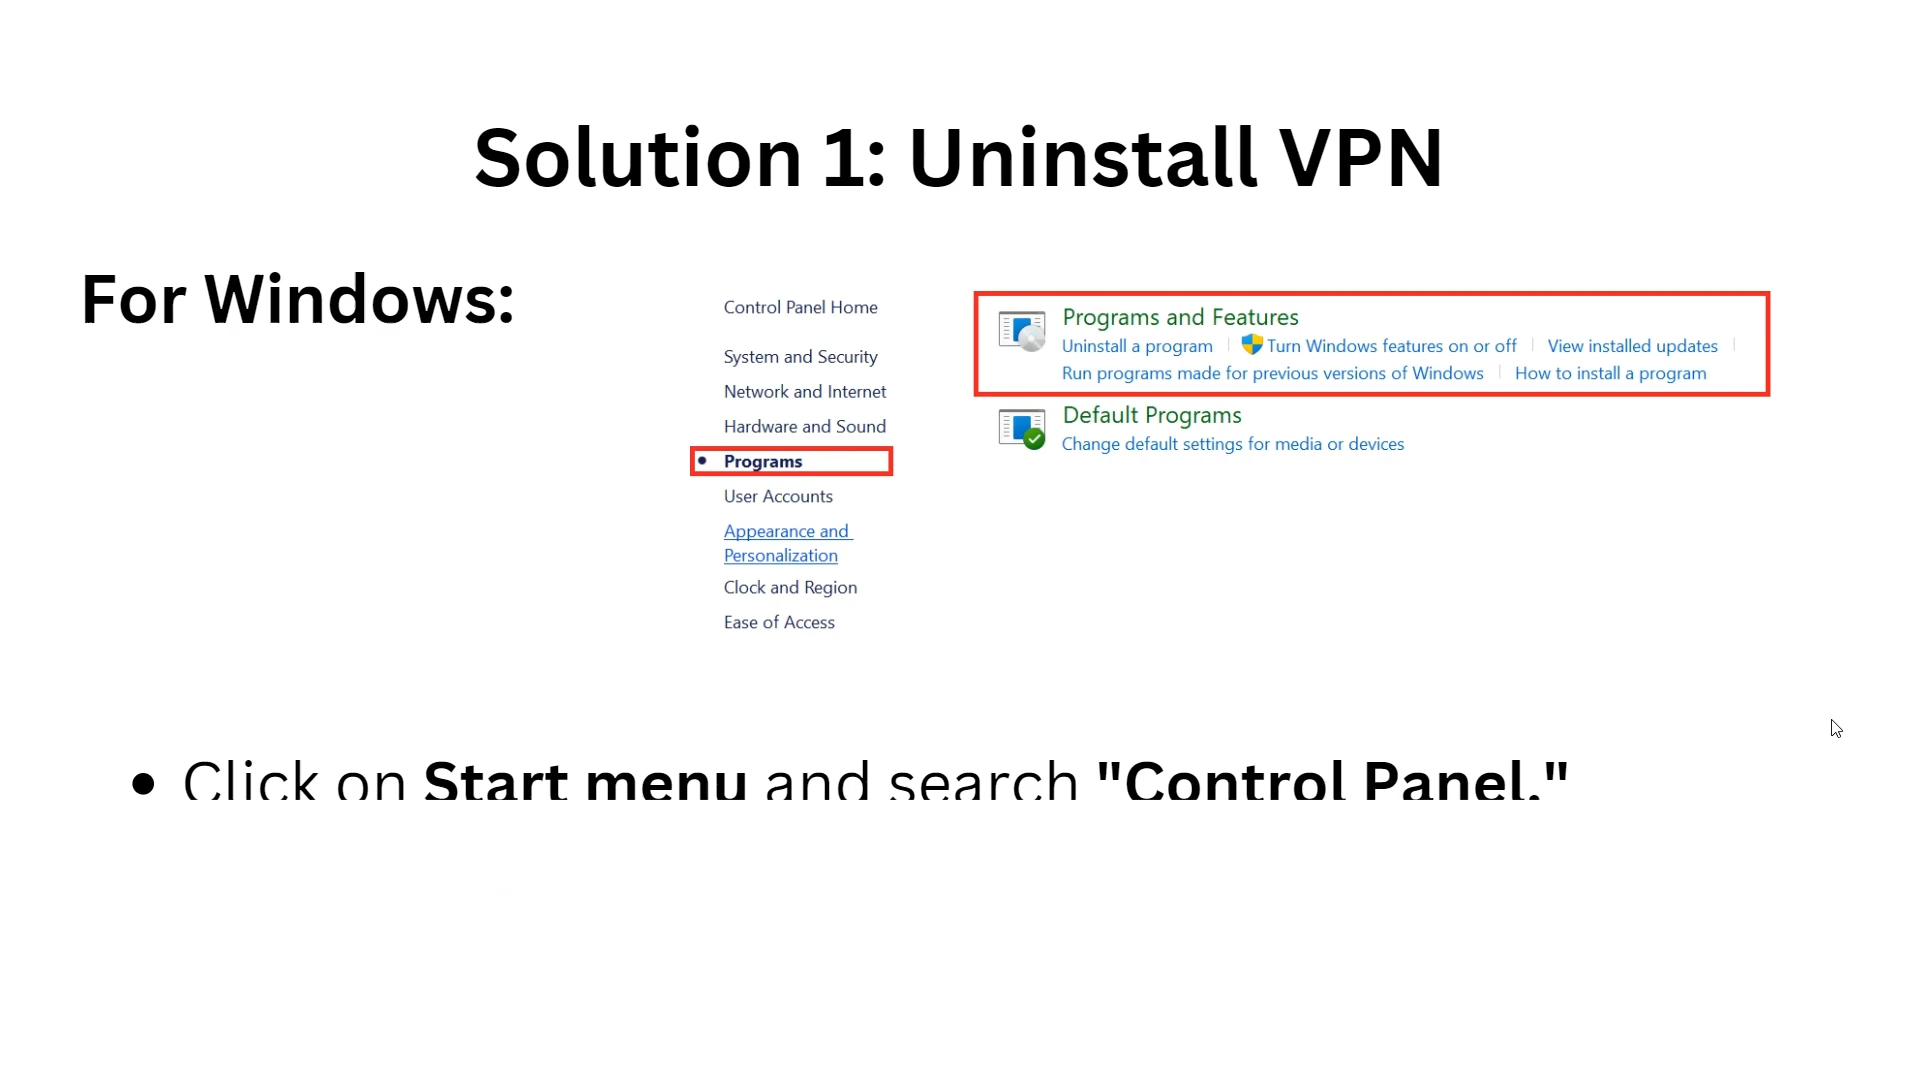 Solution 1: Uninstall VPN
For Windows:
Control Panel Home
System and Security
Network and Internet
Hardware and Sound
Programs
User Accounts
Appearance and
Personalization
Clock and Region
Ease of Access
Programs and Features
Uninstall a program
Turn Windows features on or off
View installed updates
Run programs made for previous versions of Windows
How to install a program
Default Programs
Change default settings for media or devices
• Click on Start menu and search "Control Panel."